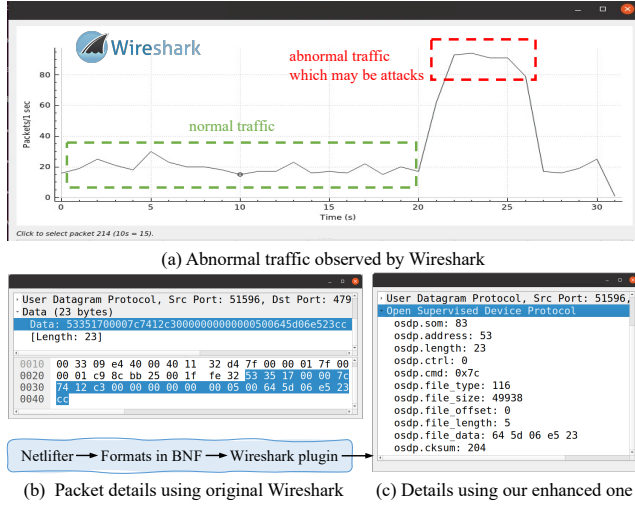 Wireshark
abnormal traffic
which may be attacks
normal traffic
Packets/1 sec
80
60
40
20
0
0 5 10 15 20 25 30
Time (s)
Click to select packet 214 (10s = 15).
(a) Abnormal traffic observed by Wireshark
User Datagram Protocol, Src Port: 51596, Dst Port: 479
Data (23 bytes)
Data: 53351700007c7412c30000000000000500645d06e523cc
[Length: 23]
0010 00 33 09 e4 40 00 40 11 32 d4 7f 00 00 01 7f 00
0020 00 01 c9 8c bb 25 00 1f fe 32 53 35 17 00 00 7c
0030 74 12 c3 00 00 00 00 00 00 05 00 64 5d 06 e5 23
0040 cc
Netlifter Formats in BNF Wireshark plugin
(b) Packet details using original Wireshark
User Datagram Protocol, Src Port: 51596,
Open Supervised Device Protocol
osdp.som: 83
osdp.address: 53
osdp.length: 23
osdp.ctrl: 0
osdp.cmd: 0x7c
osdp.file_type: 116
osdp.file_size: 49938
osdp.file_offset: 0
osdp.file_length: 5
osdp.file_data: 64 5d 06 e5 23
osdp.cksum: 204
(c) Details using our enhanced one